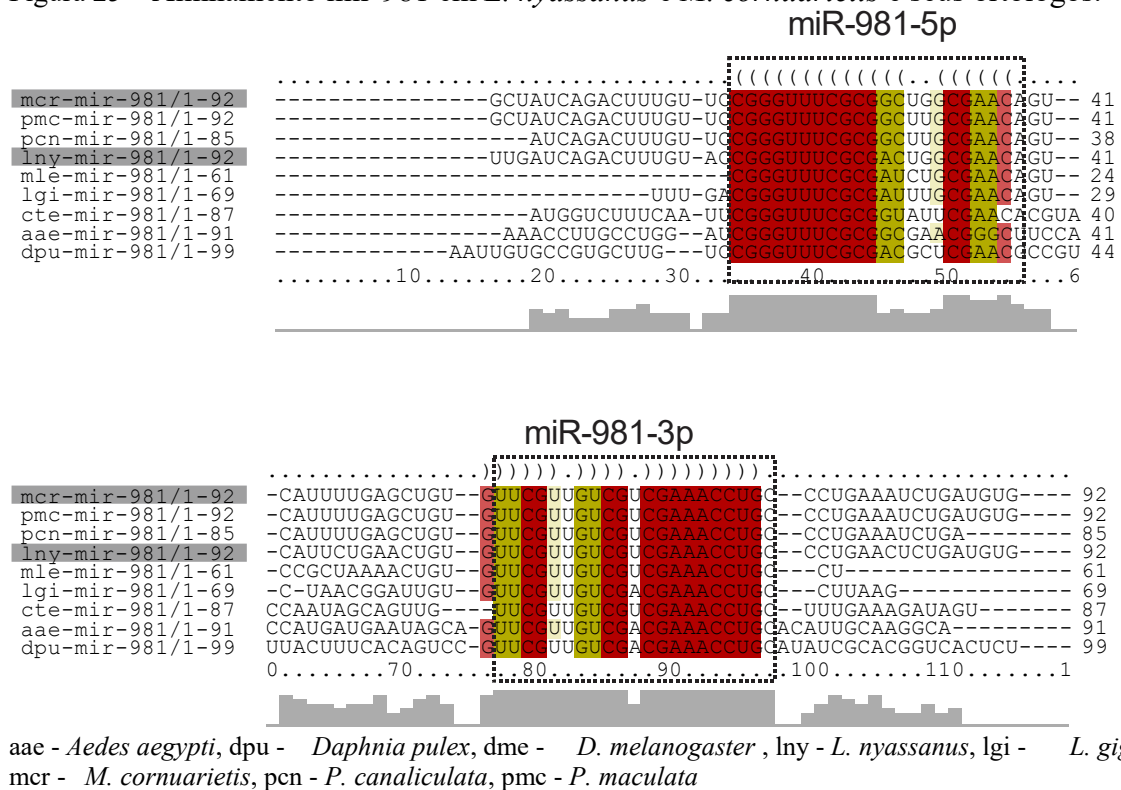 miR-981-5p
..................................(((((((((((((..((((((.....
mcr-mir-981/1-92 ----------------GCUAUCAGACUUUGU-UGCGGGUUUCGCGGCUGGCGAACAGU-- 41
pmc-mir-981/1-92 ----------------GCUAUCAGACUUUGU-UGCGGGUUUCGCGGCUUGCGAACAGU-- 41
pcn-mir-981/1-85 -------------------AUCAGACUUUGU-UGCGGGUUUCGCGGCUUGCGAACAGU-- 38
lny-mir-981/1-92 ----------------UUGAUCAGACUUUGU-AGCGGGUUUCGCGACUGGCGAACAGU-- 41
mle-mir-981/1-61 ----------------------------------CGGGUUUCGCGAUCUGCGAACAGU-- 24
lgi-mir-981/1-69 ----------------------------UUU-GACGGGUUUCGCGAUUUGCGAACAGU-- 29
cte-mir-981/1-87 -------------------AUGGUCUUUCAA-UUCGGGUUUCGCGGUAUUCGAACACGUA 40
aae-mir-981/1-91 -----------------AAACCUUGCCUGG--AUCGGGUUUCGCGGCGAACGGGCUUCCA 41
dpu-mir-981/1-99 -------------AAUUGUGCCGUGCUUG---UGCGGGUUUCGCGACGCUCGAACGCCGU 44
.........10........20........30........40........50........6
miR-981-3p
................)))))).)))).))))))))).......................
mcr-mir-981/1-92 -CAUUUUGAGCUGU--GUUCGUUGUCGUCGAAACCUGC--CCUGAAAUCUGAUGUG---- 92
pmc-mir-981/1-92 -CAUUUUGAGCUGU--GUUCGUUGUCGUCGAAACCUGC--CCUGAAAUCUGAUGUG---- 92
pcn-mir-981/1-85 -CAUUUUGAGCUGU--GUUCGUUGUCGUCGAAACCUGC--CCUGAAAUCUGA-------- 85
lny-mir-981/1-92 -CAUUCUGAACUGU--GUUCGUUGUCGUCGAAACCUGC--CCUGAACUCUGAUGUG---- 92
mle-mir-981/1-61 -CCGCUAAAACUGU--GUUCGUUGUCGUCGAAACCUGC--CU------------------ 61
lgi-mir-981/1-69 -C-UAACGGAUUGU--GUUCGUUGUCGACGAAACCUGC--CUUAAG-------------- 69
cte-mir-981/1-87 CCAAUAGCAGUUG----UUCGUUGUCGUCGAAACCUGC--UUUGAAAGAUAGU------- 87
aae-mir-981/1-91 CCAUGAUGAAUAGCA-GUUCGUUGUCGACGAAACCUGCACAUUGCAAGGCA--------- 91
dpu-mir-981/1-99 UUACUUUCACAGUCC-GUUCGUUGUCGACGAAACCUGCAUAUCGCACGGUCACUCU---- 99
0........70........80........90........100.......110.......1
aae - Aedes aegypti, dpu - Daphnia pulex, dme - D. melanogaster , lny - L. nyassanus, lgi - L.
mcr - M. cornuarietis, pcn - P. canaliculata, pmc - P. maculata